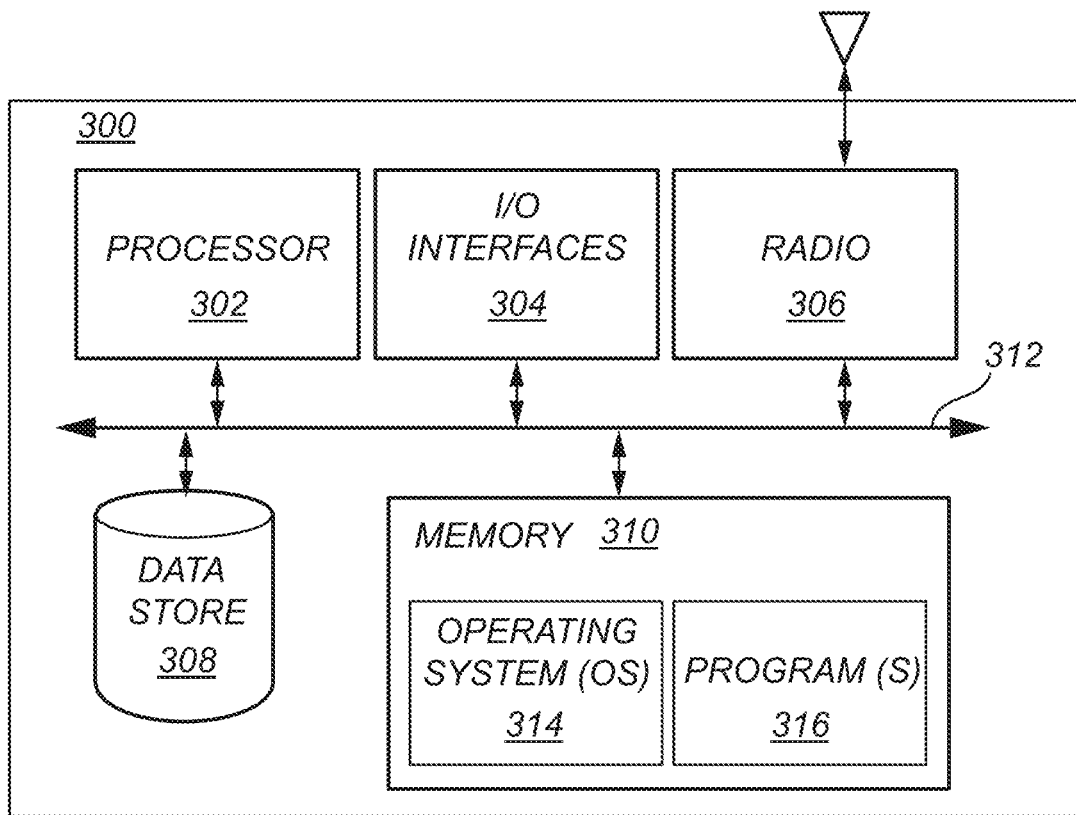 300
PROCESSOR
302
I/O
INTERFACES
304
RADIO
306
312
DATA
STORE
308
MEMORY 310
OPERATING
SYSTEM (OS)
314
PROGRAM (S)
316